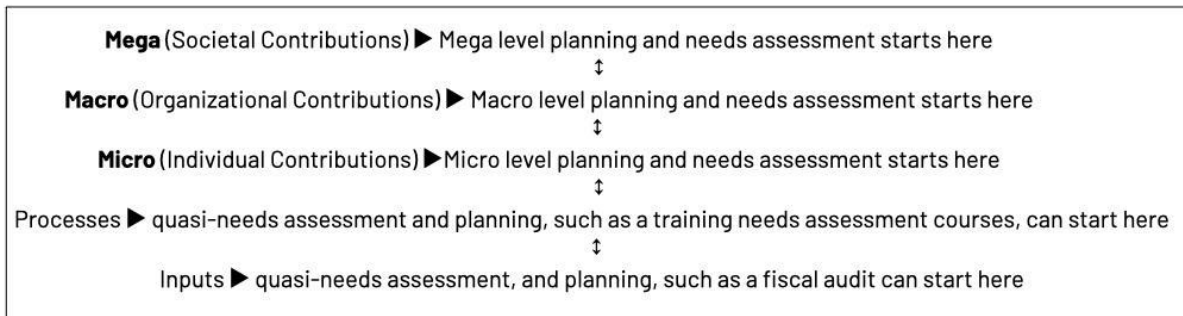 Mega (Societal Contributions) ▶ Mega level planning and needs assessment starts here
↕
Macro (Organizational Contributions) ▶ Macro level planning and needs assessment starts here
↕
Micro (Individual Contributions) ▶Micro level planning and needs assessment starts here
↕
Processes ▶ quasi-needs assessment and planning, such as a training needs assessment courses, can start here
↕
Inputs ▶ quasi-needs assessment, and planning, such as a fiscal audit can start here